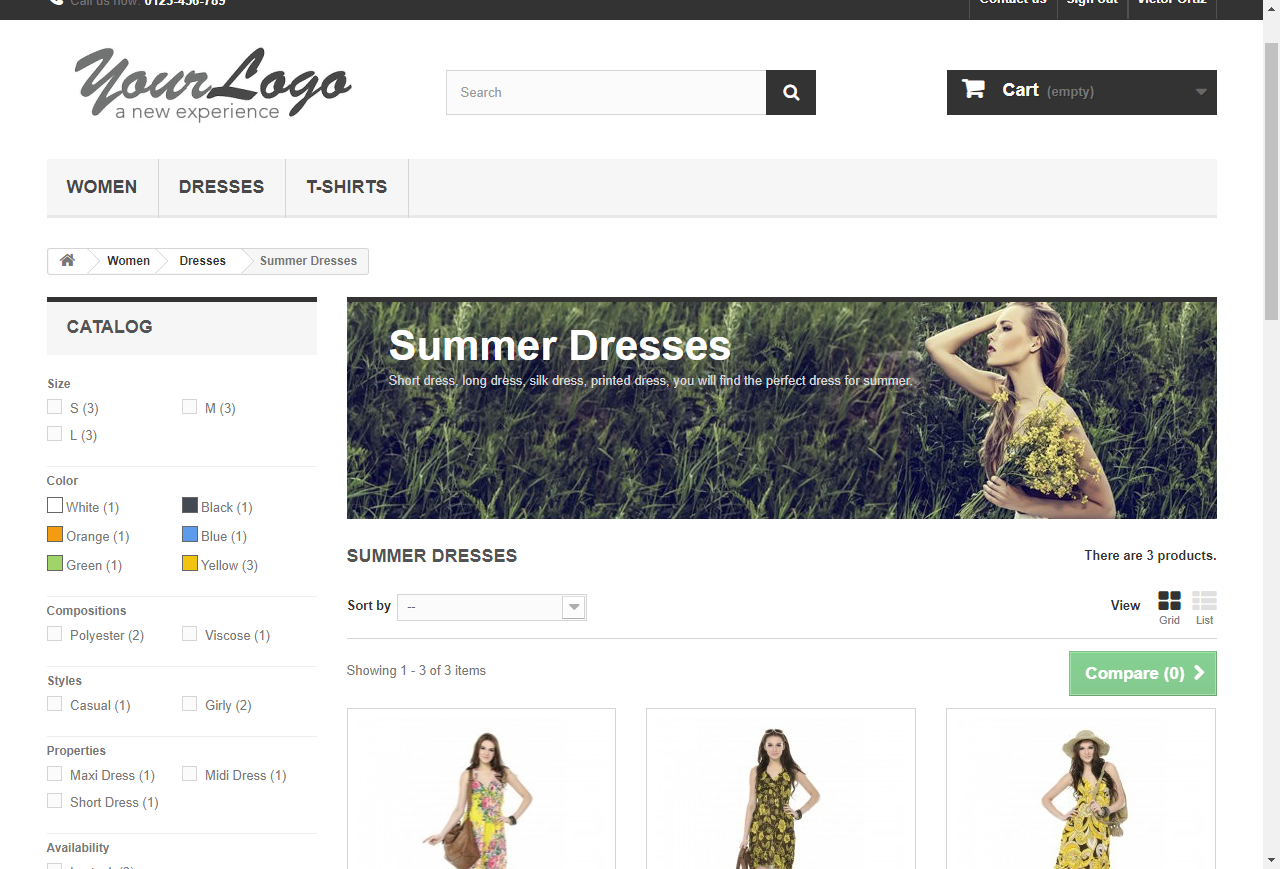 Call us now: 0123-456-789
Contact us
Sign out
Victor Ortiz
YourLogo
a new experience
Search
Cart (empty)
WOMEN
DRESSES
T-SHIRTS
Women
Dresses
Summer Dresses
CATALOG
Size
S (3)
M (3)
L (3)
Color
White (1)
Black (1)
Orange (1)
Blue (1)
Green (1)
Yellow (3)
Compositions
Polyester (2)
Viscose (1)
Styles
Casual (1)
Girly (2)
Properties
Maxi Dress (1)
Midi Dress (1)
Short Dress (1)
Availability
Summer Dresses
Short dress, long dress, silk dress, printed dress, you will find the perfect dress for summer.
SUMMER DRESSES
There are 3 products.
Sort by
--
View
Grid
List
Showing 1 - 3 of 3 items
Compare (0)